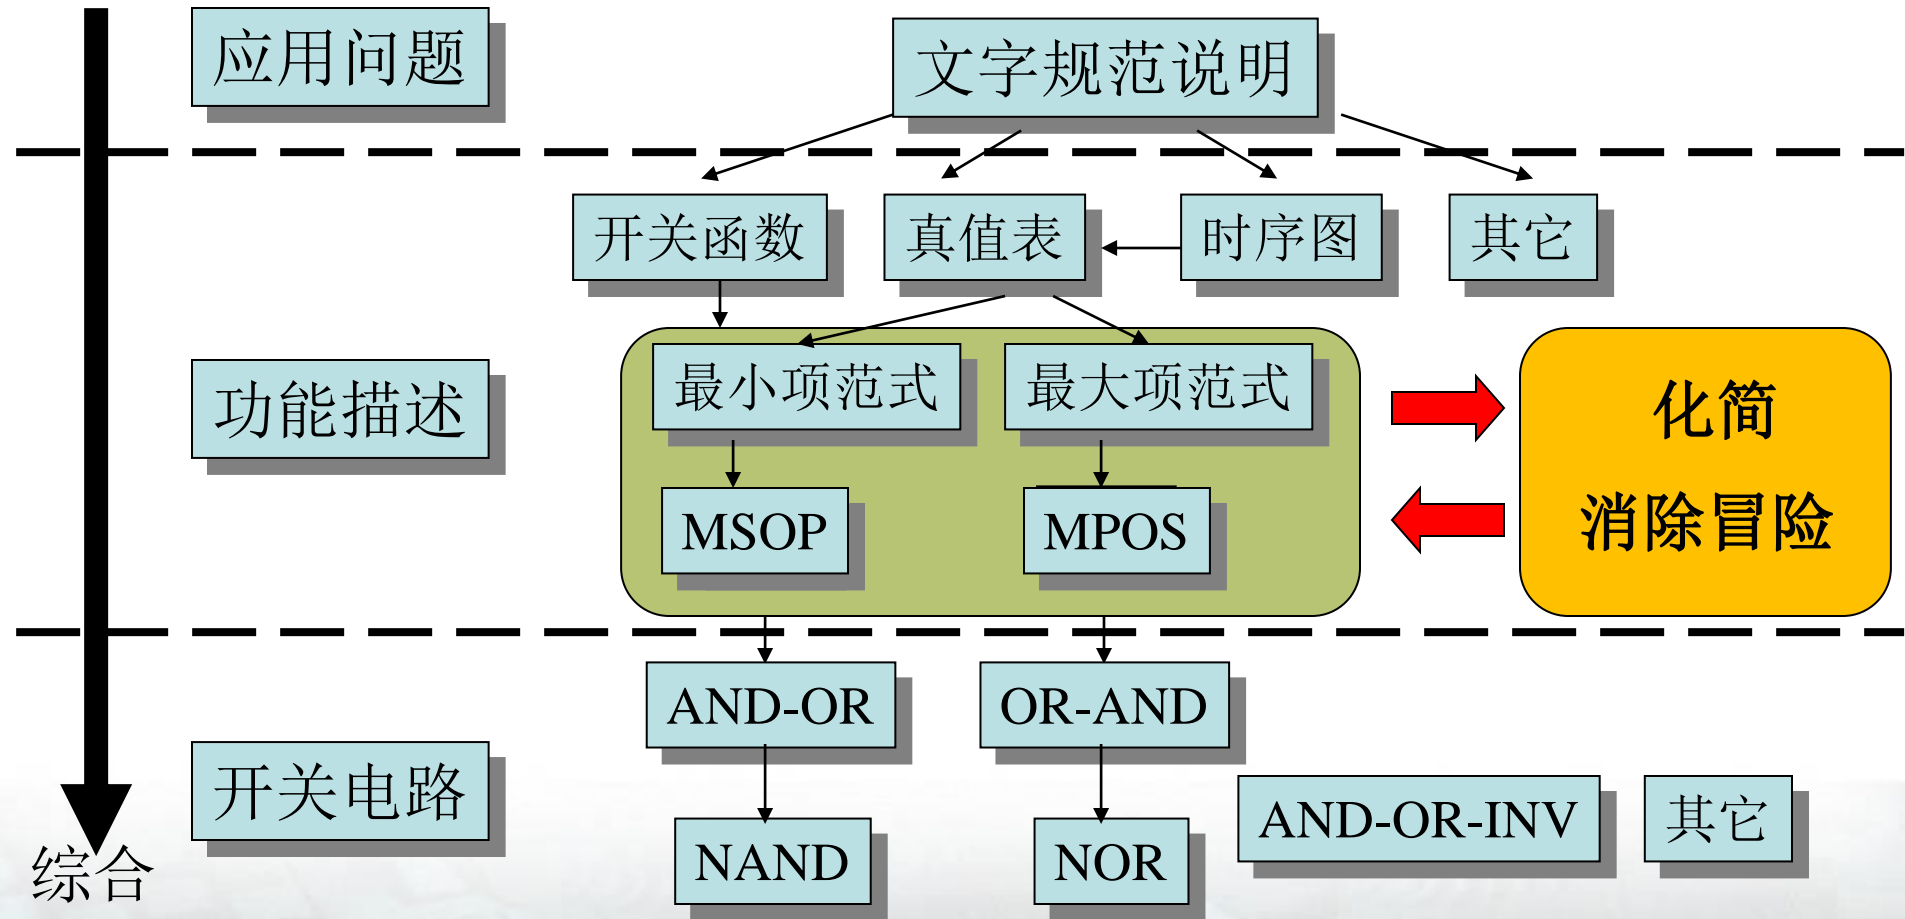 应用问题
文字规范说明
开关函数
真值表
时序图
其它
功能描述
最小项范式
最大项范式
化简
消除冒险
MSOP
MPOS
AND-OR
OR-AND
开关电路
AND-OR-INV
其它
NAND
NOR
综合